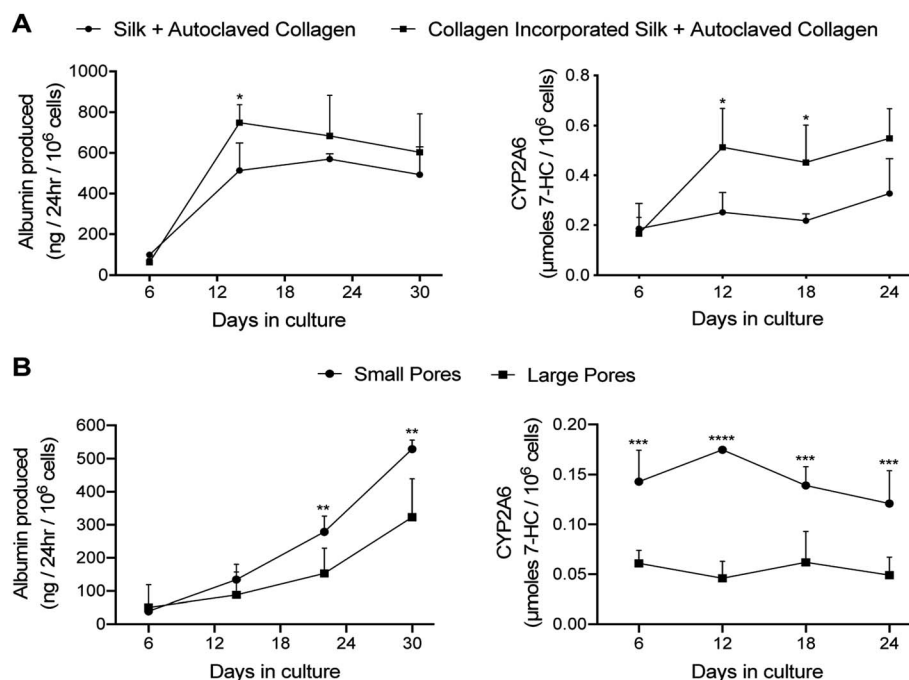 A
Silk + Autoclaved Collagen
Collagen Incorporated Silk + Autoclaved Collagen
Albumin produced
(ng / 24hr / 10⁶ cells)
1000
800
600
400
200
0
*
6 12 18 24 30
Days in culture
CYP2A6
(µmoles 7-HC / 10⁶ cells)
0.8
0.6
0.4
0.2
0.0
* *
6 12 18 24
Days in culture
B
Small Pores
Large Pores
Albumin produced
(ng / 24hr / 10⁶ cells)
600
500
400
300
200
100
0
** **
6 12 18 24 30
Days in culture
CYP2A6
(µmoles 7-HC / 10⁶ cells)
0.20
0.15
0.10
0.05
0.00
*** **** *** ***
6 12 18 24
Days in culture